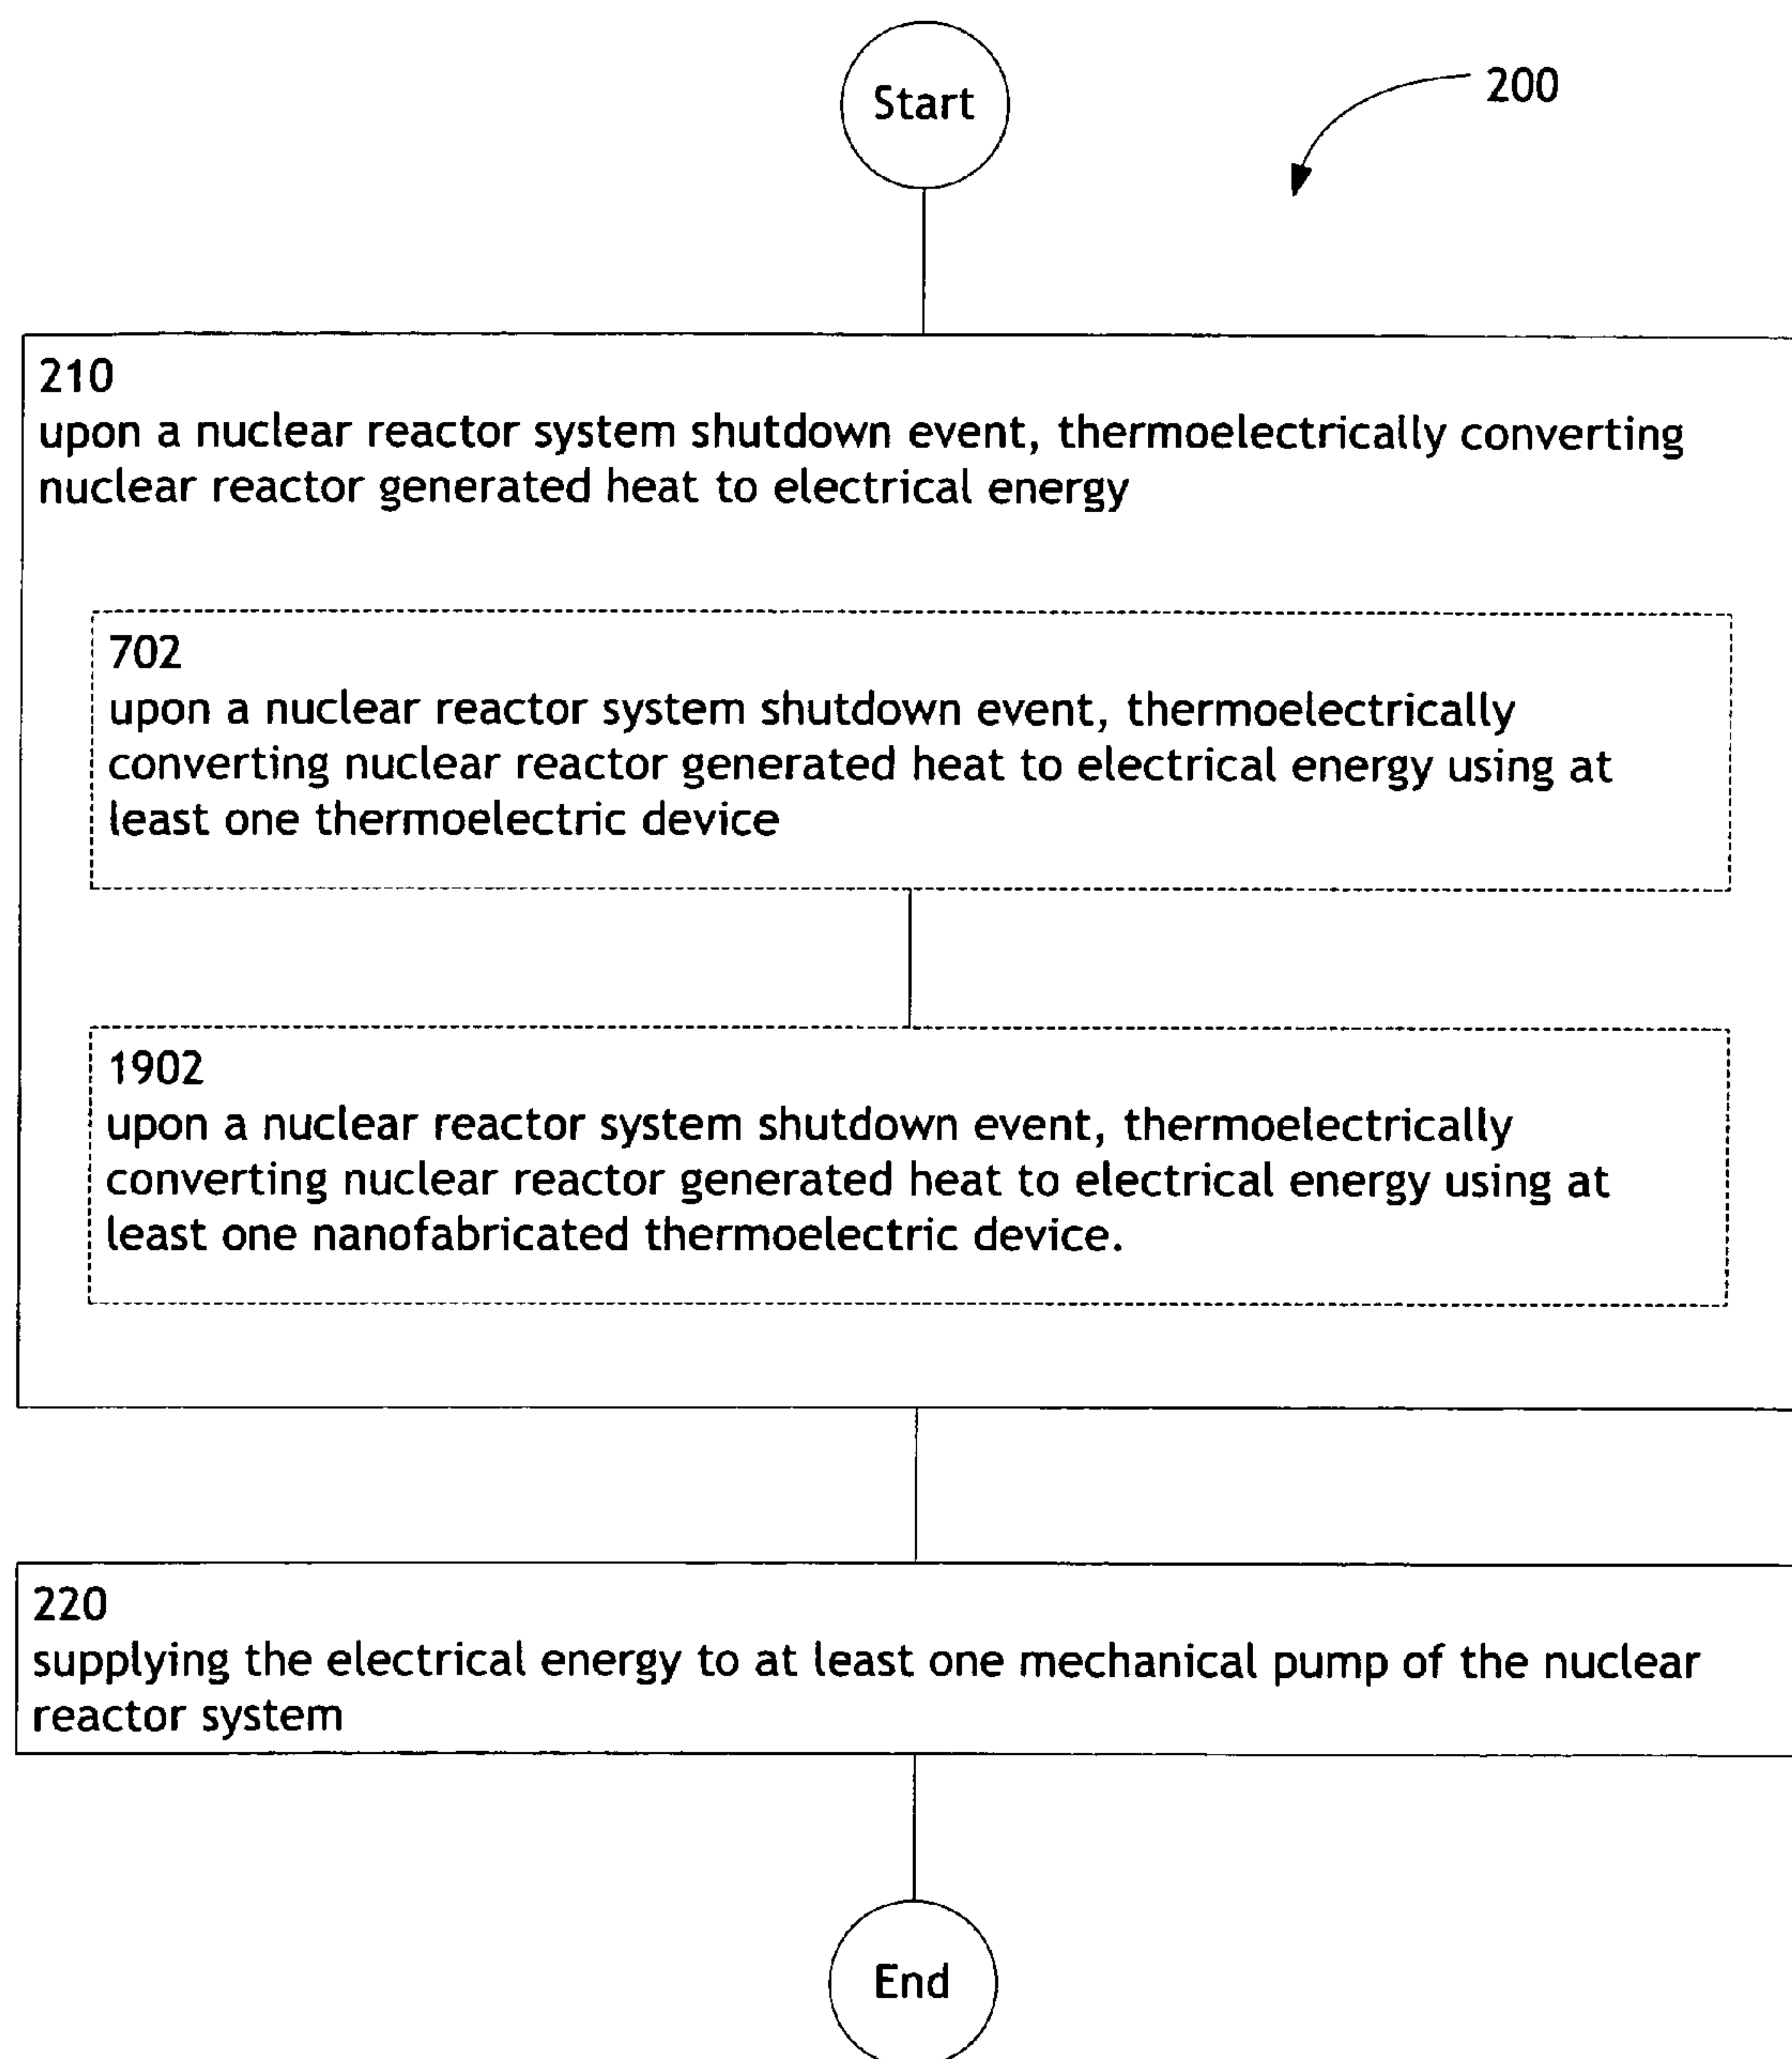 Start
200
210
upon a nuclear reactor system shutdown event, thermoelectrically converting
nuclear reactor generated heat to electrical energy
702
upon a nuclear reactor system shutdown event, thermoelectrically
converting nuclear reactor generated heat to electrical energy using at
least one thermoelectric device
1902
upon a nuclear reactor system shutdown event, thermoelectrically
converting nuclear reactor generated heat to electrical energy using at
least one nanofabricated thermoelectric device.
220
supplying the electrical energy to at least one mechanical pump of the nuclear
reactor system
End